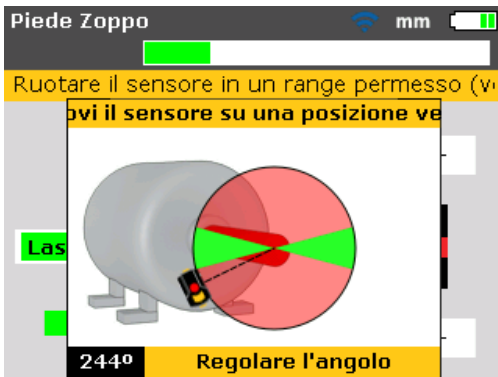 Piede Zoppo mm
Ruotare il sensore in un range permesso (v
ovi il sensore su una posizione ve
Las
244º Regolare l'angolo